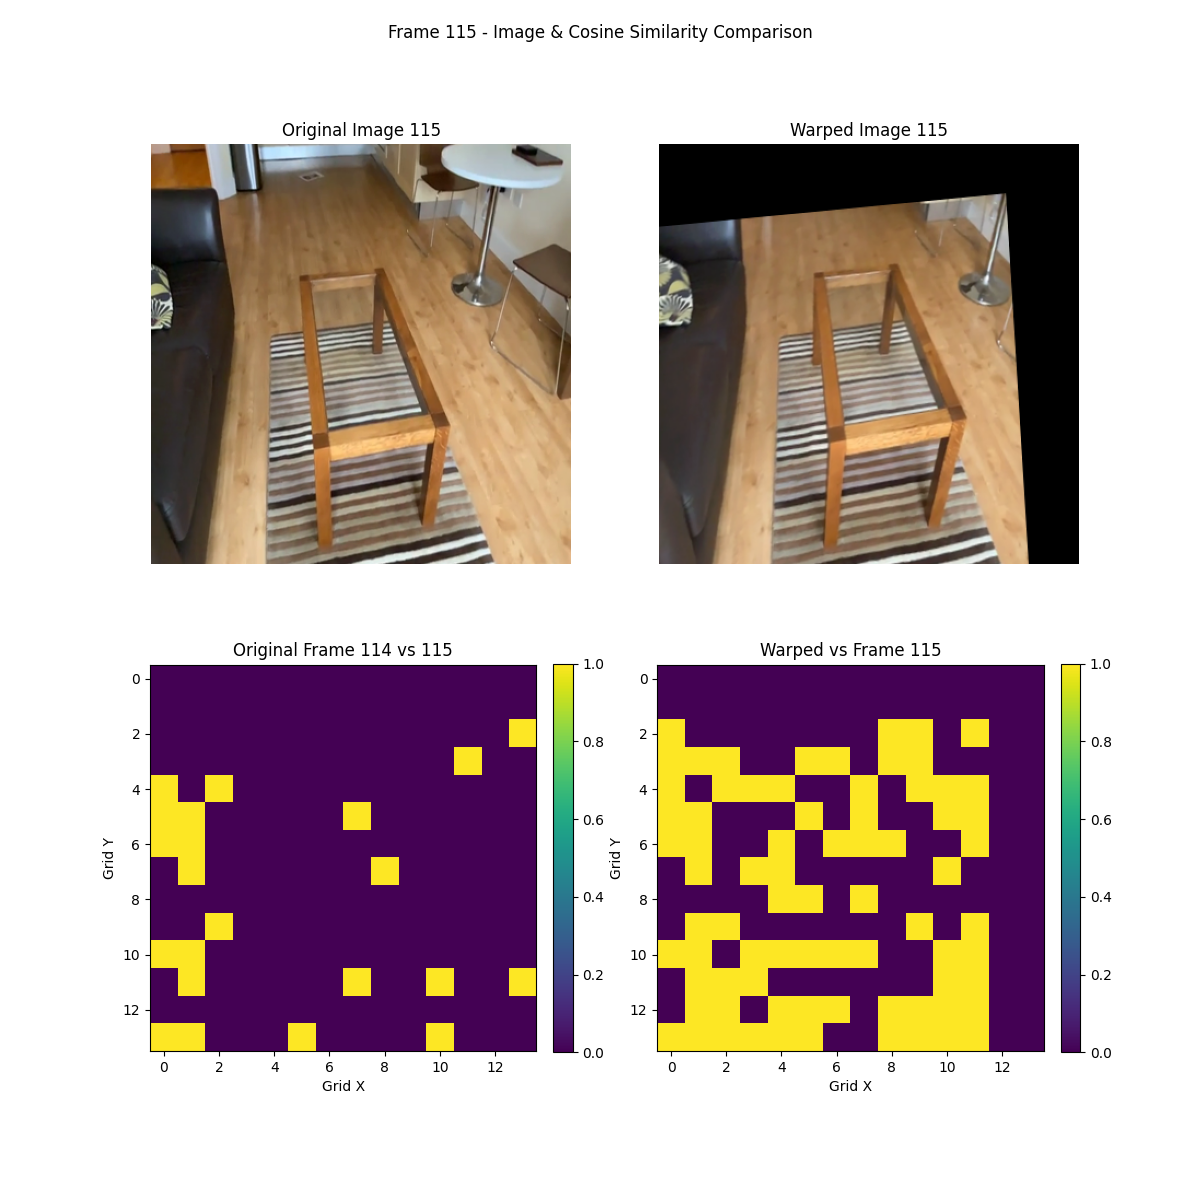 Frame 115 - Image & Cosine Similarity Comparison
Original Image 115
Warped Image 115
Original Frame 114 vs 115
0
2
4
6
8
10
12
Grid Y
0 2 4 6 8 10 12
Grid X
1.0
0.8
0.6
0.4
0.2
0.0
Warped vs Frame 115
0
2
4
6
8
10
12
Grid Y
0 2 4 6 8 10 12
Grid X
1.0
0.8
0.6
0.4
0.2
0.0